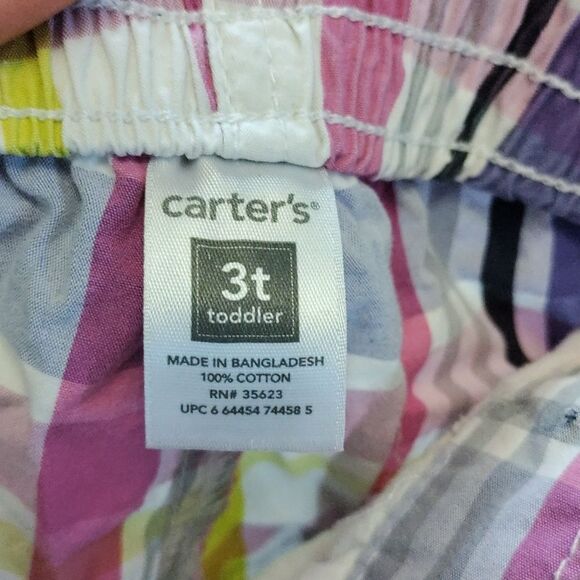 carter's®
3t
toddler
MADE IN BANGLADESH
100% COTTON
RN# 35623
UPC 6 64454 74458 5